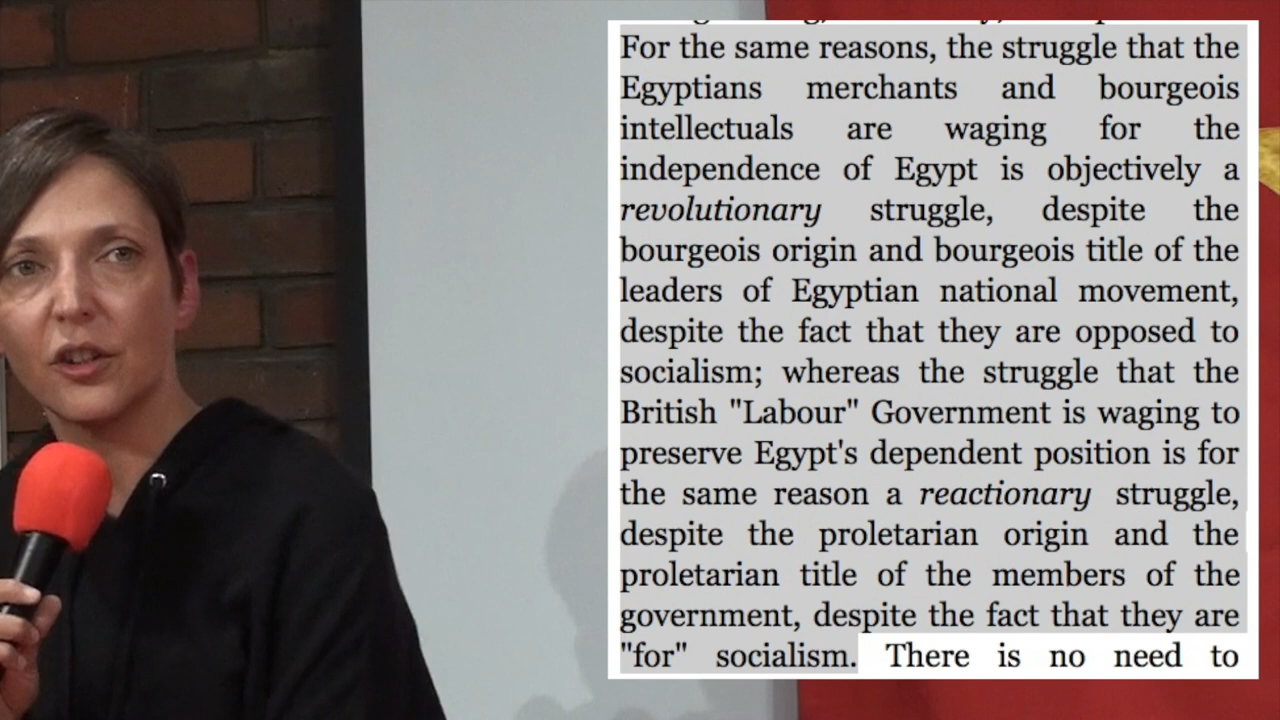 For the same reasons, the struggle that the
Egyptians merchants and bourgeois
intellectuals are waging for the
independence of Egypt is objectively a
revolutionary struggle, despite the
bourgeois origin and bourgeois title of the
leaders of Egyptian national movement,
despite the fact that they are opposed to
socialism; whereas the struggle that the
British "Labour" Government is waging to
preserve Egypt's dependent position is for
the same reason a reactionary struggle,
despite the proletarian origin and the
proletarian title of the members of the
government, despite the fact that they are
"for" socialism. There is no need to